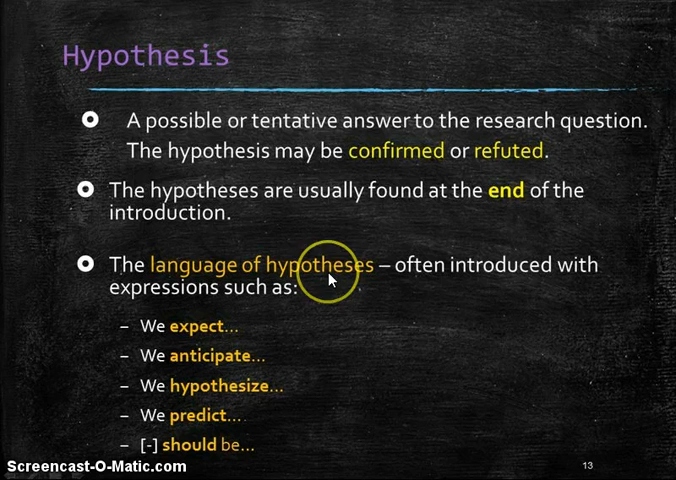 Hypothesis
A possible or tentative answer to the research question.
The hypothesis may be confirmed or refuted.
The hypotheses are usually found at the end of the
introduction.
The language of hypotheses – often introduced with
expressions such as:
– We expect...
– We anticipate...
– We hypothesize...
– We predict...
– [-] should be...
Screencast-O-Matic.com
13